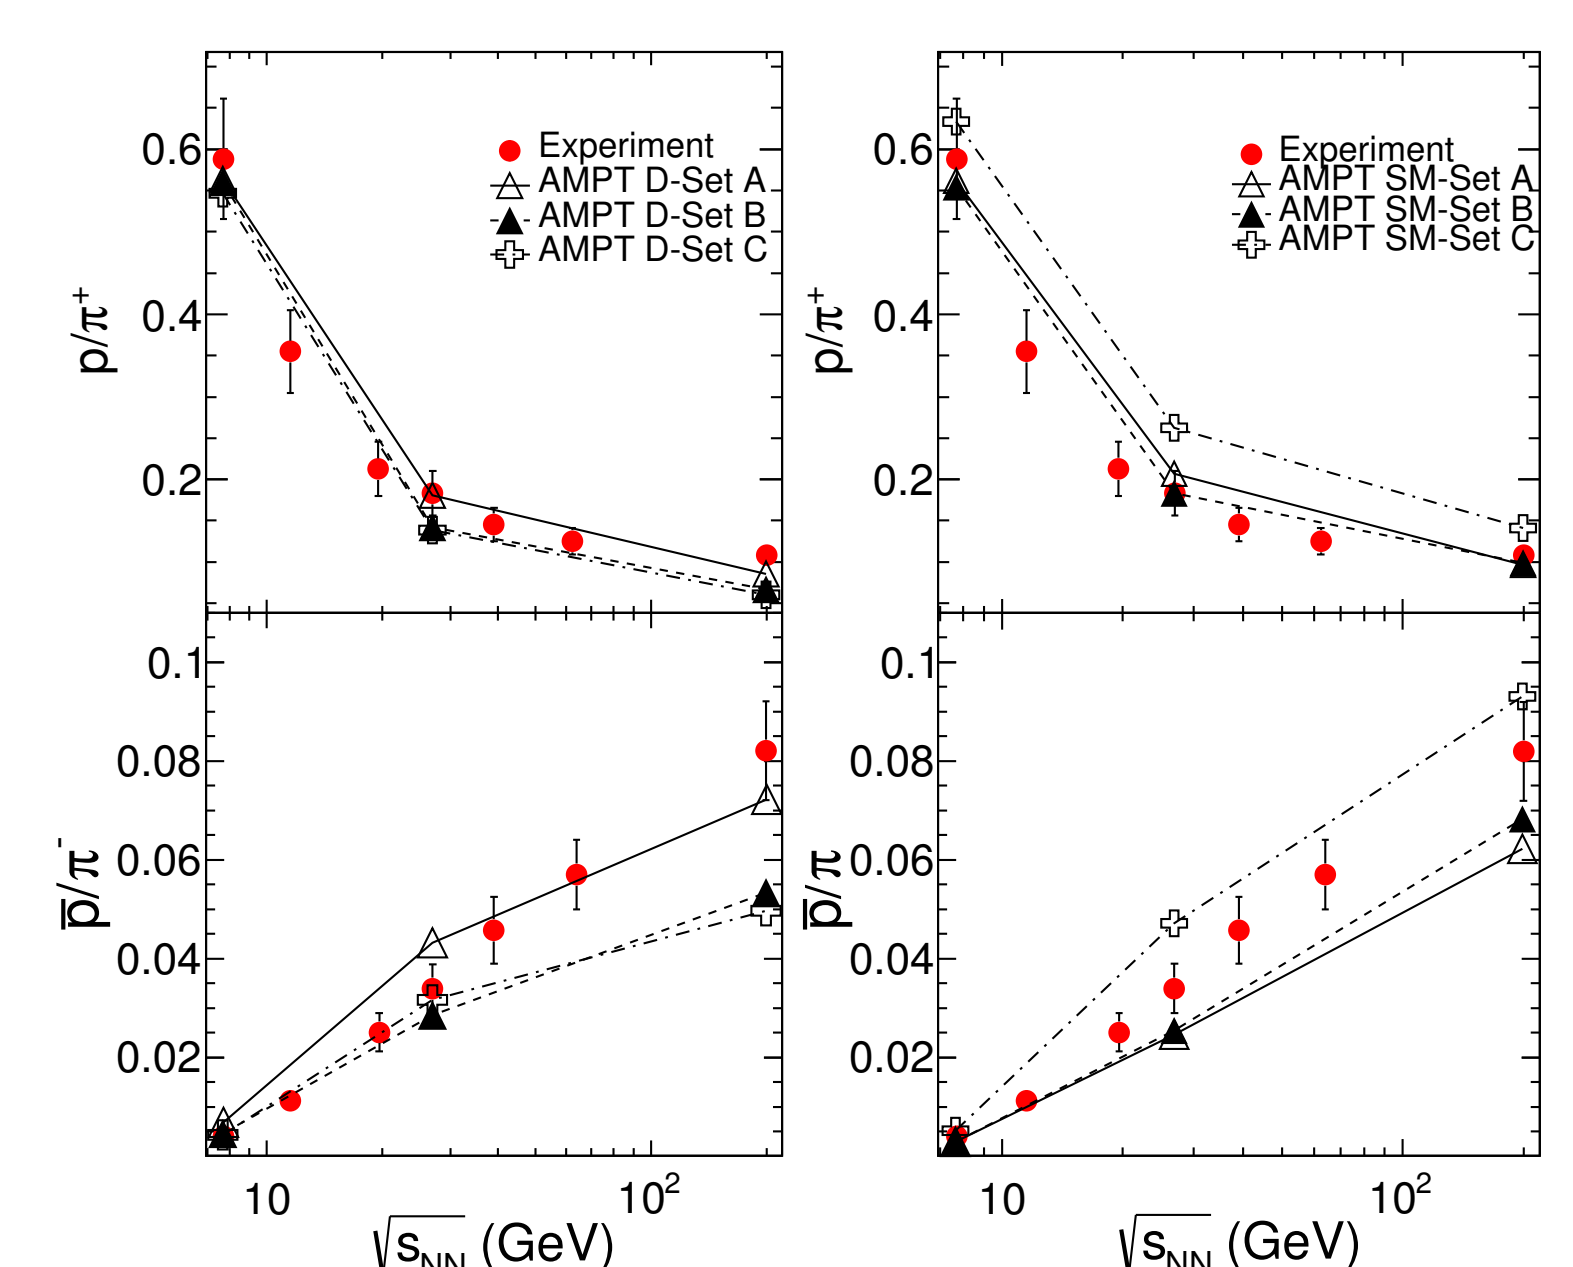 0.6
0.4
0.2
p/π⁺
Experiment
AMPT D-Set A
AMPT D-Set B
AMPT D-Set C
0.6
0.4
0.2
p/π⁺
Experiment
AMPT SM-Set A
AMPT SM-Set B
AMPT SM-Set C
0.1
0.08
0.06
0.04
0.02
p̅/π⁻
10
10²
√s_NN (GeV)
0.1
0.08
0.06
0.04
0.02
p̅/π
10
10²
√s_NN (GeV)